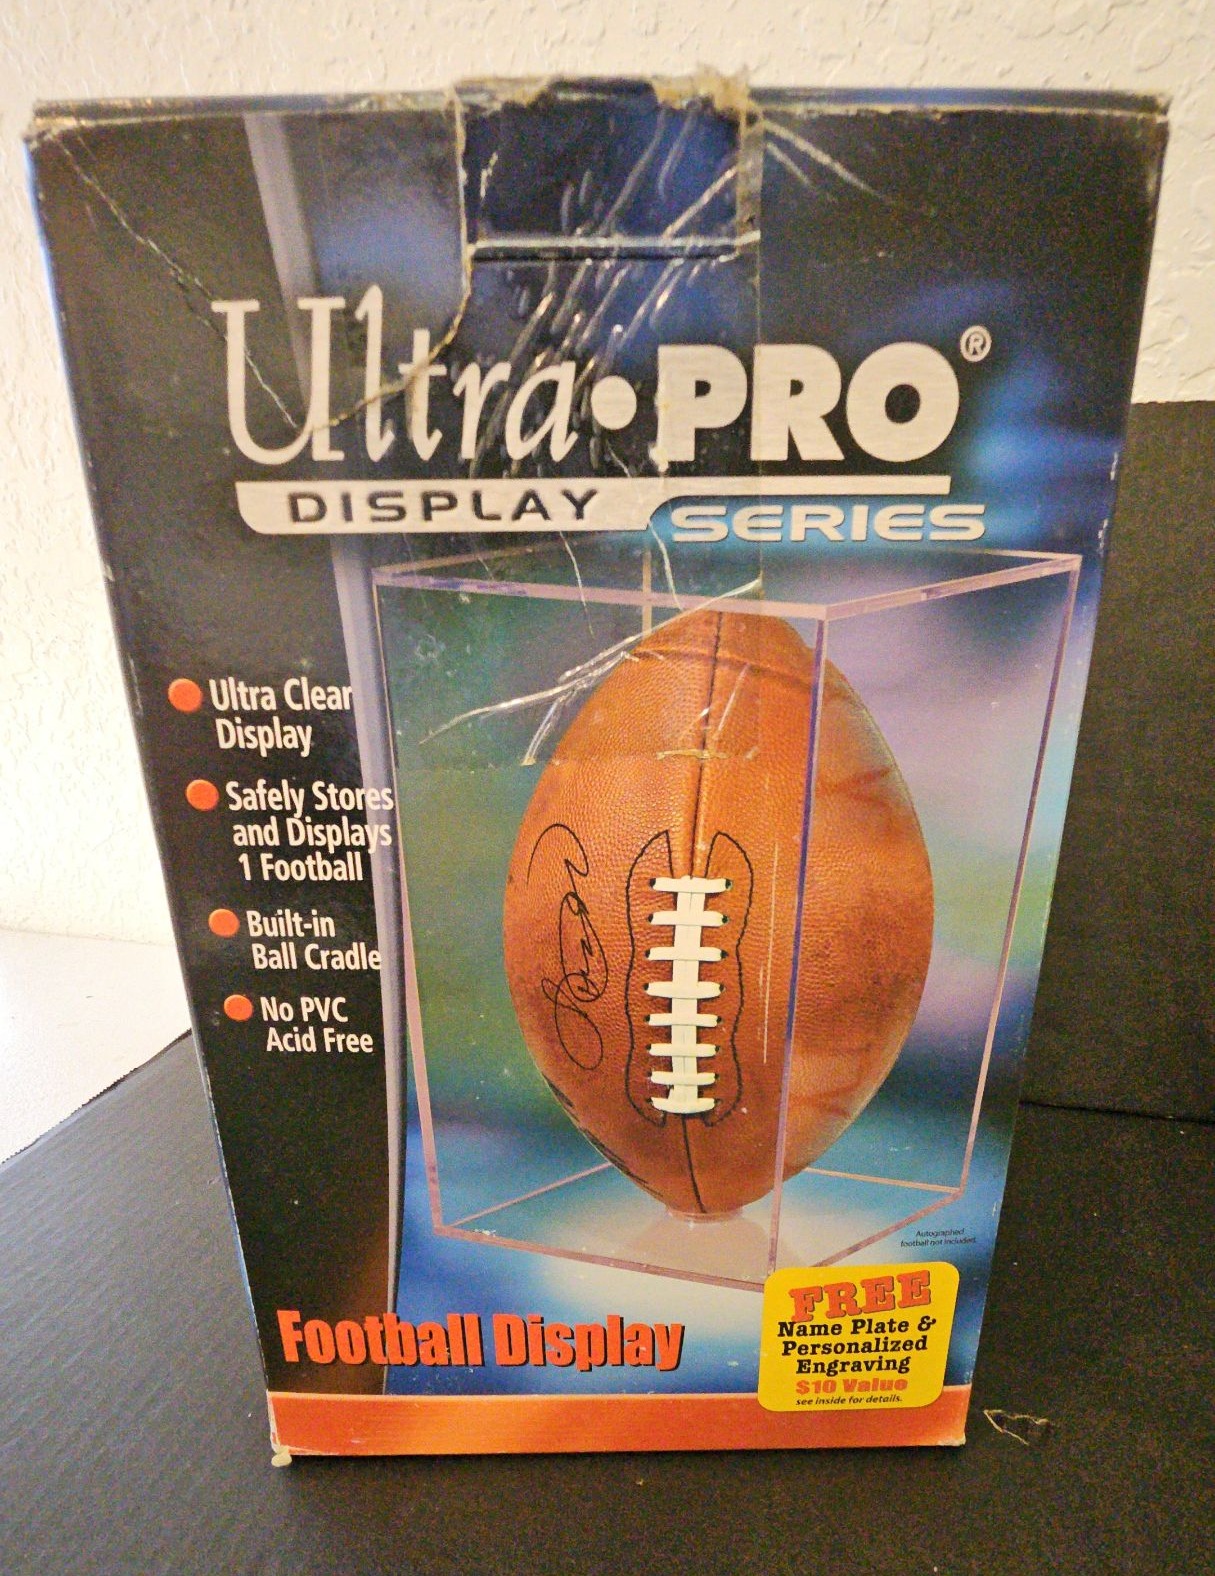 Ultra•PRO®
DISPLAY SERIES
Ultra Clear
Display
Safely Stores
and Displays
1 Football
Built-in
Ball Cradle
No PVC
Acid Free
Autographed
football not included.
Football Display
FREE
Name Plate &
Personalized
Engraving
$10 Value
see inside for details.